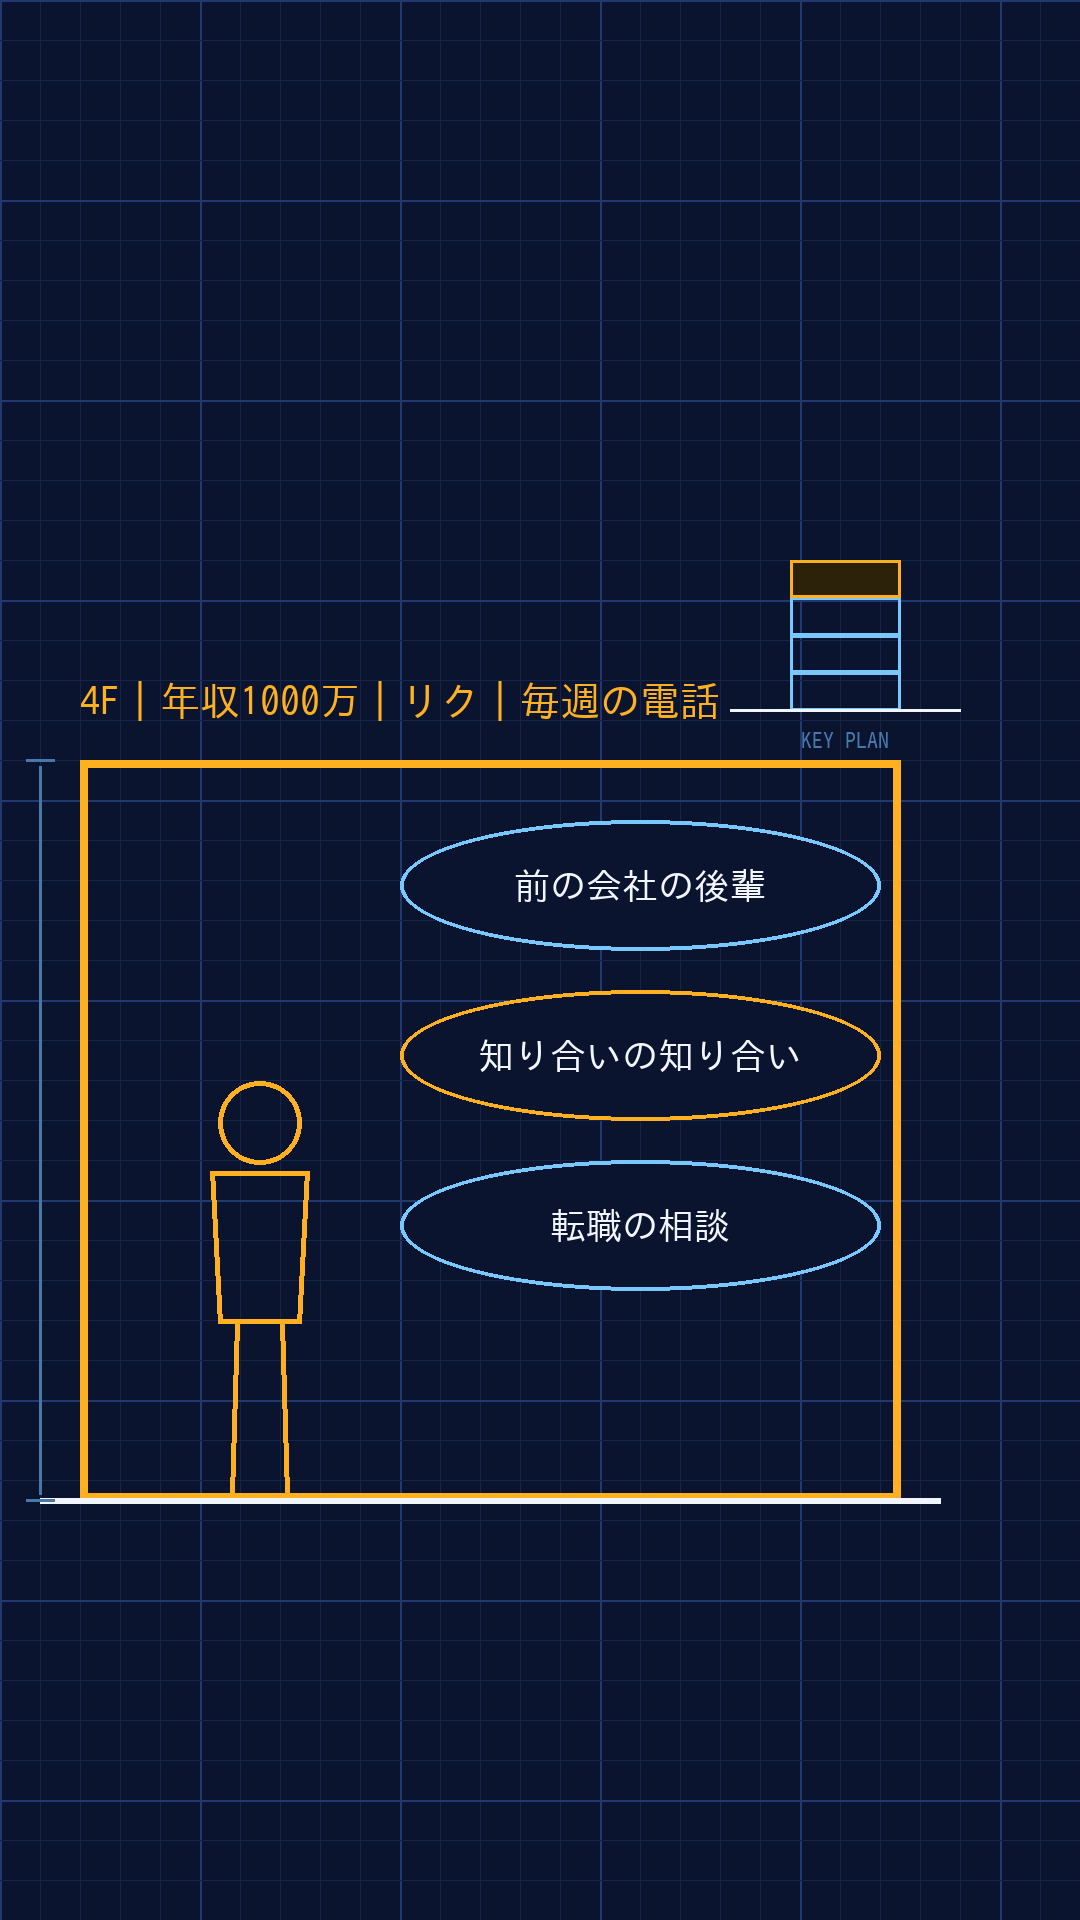 4F | 年収1000万 | リク | 毎週の電話
KEY PLAN
前の会社の後輩
知り合いの知り合い
転職の相談